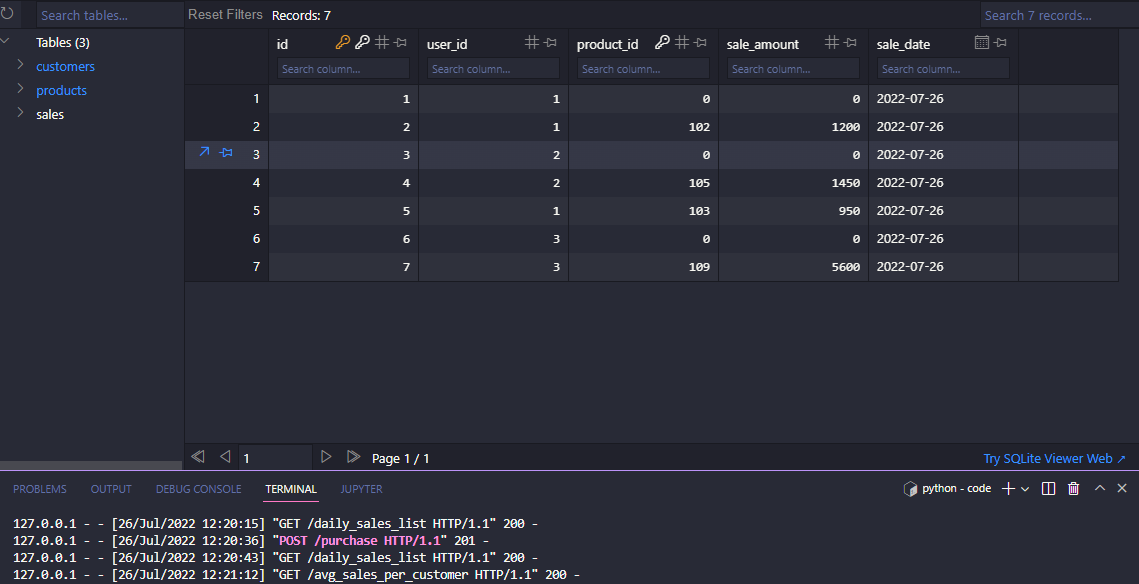 Search tables...
Reset Filters Records: 7
Search 7 records...
Tables (3)
customers
products
sales
id user_id product_id sale_amount sale_date
Search column... Search column... Search column... Search column... Search column...
1 1 1 0 0 2022-07-26
2 2 1 102 1200 2022-07-26
3 3 2 0 0 2022-07-26
4 4 2 105 1450 2022-07-26
5 5 1 103 950 2022-07-26
6 6 3 0 0 2022-07-26
7 7 3 109 5600 2022-07-26
1 Page 1 / 1
Try SQLite Viewer Web ↗
PROBLEMS OUTPUT DEBUG CONSOLE TERMINAL JUPYTER
python - code
127.0.0.1 - - [26/Jul/2022 12:20:15] "GET /daily_sales_list HTTP/1.1" 200 -
127.0.0.1 - - [26/Jul/2022 12:20:36] "POST /purchase HTTP/1.1" 201 -
127.0.0.1 - - [26/Jul/2022 12:20:43] "GET /daily_sales_list HTTP/1.1" 200 -
127.0.0.1 - - [26/Jul/2022 12:21:12] "GET /avg_sales_per_customer HTTP/1.1" 200 -